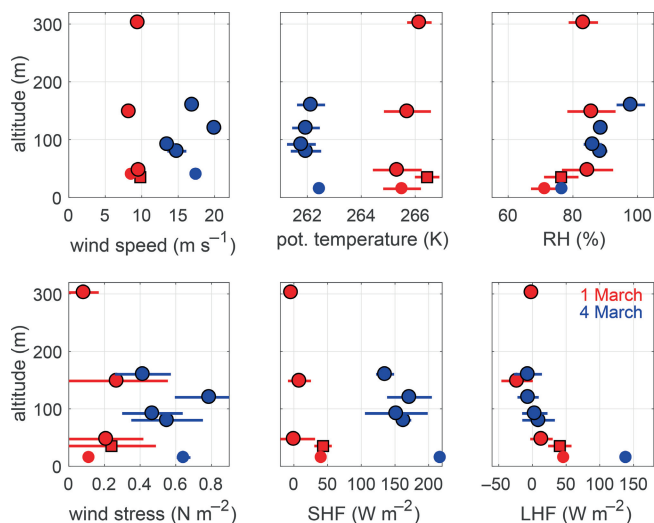 altitude (m)
300
200
100
0
0 5 10 15 20
wind speed (m s⁻¹)
262 264 266
pot. temperature (K)
60 80 100
RH (%)
altitude (m)
300
200
100
0
0 0.2 0.4 0.6 0.8
wind stress (N m⁻²)
0 50 100 150 200
SHF (W m⁻²)
1 March
4 March
−50 0 50 100 150
LHF (W m⁻²)